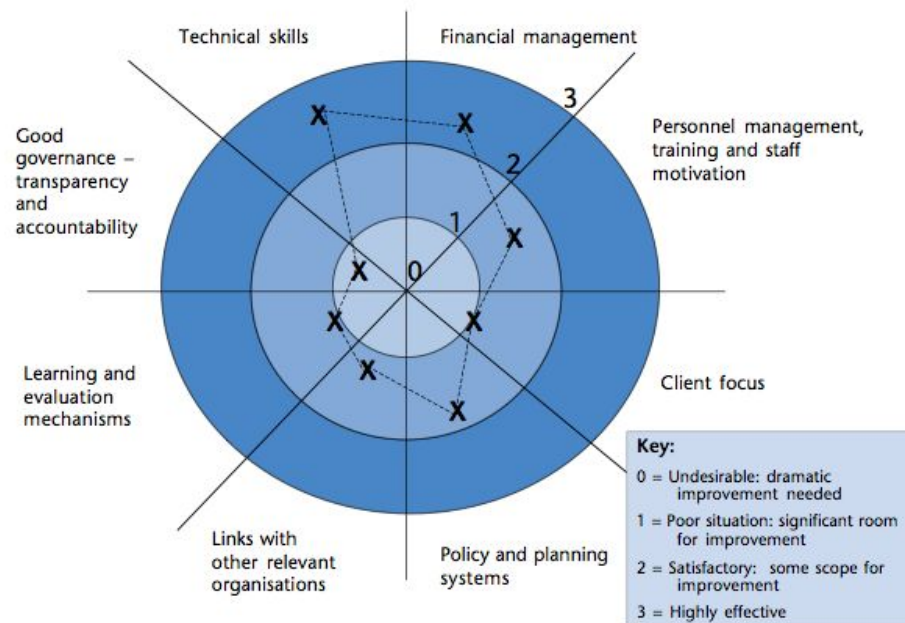 Technical skills
Financial management
3
Good
governance –
transparency
and
accountability
Personnel management,
training and staff
motivation
2
1
0
X
X
X
X
X
X
X
X
Learning and
evaluation
mechanisms
Client focus
Links with
other relevant
organisations
Policy and planning
systems
Key:
0 = Undesirable: dramatic
improvement needed
1 = Poor situation: significant room
for improvement
2 = Satisfactory: some scope for
improvement
3 = Highly effective